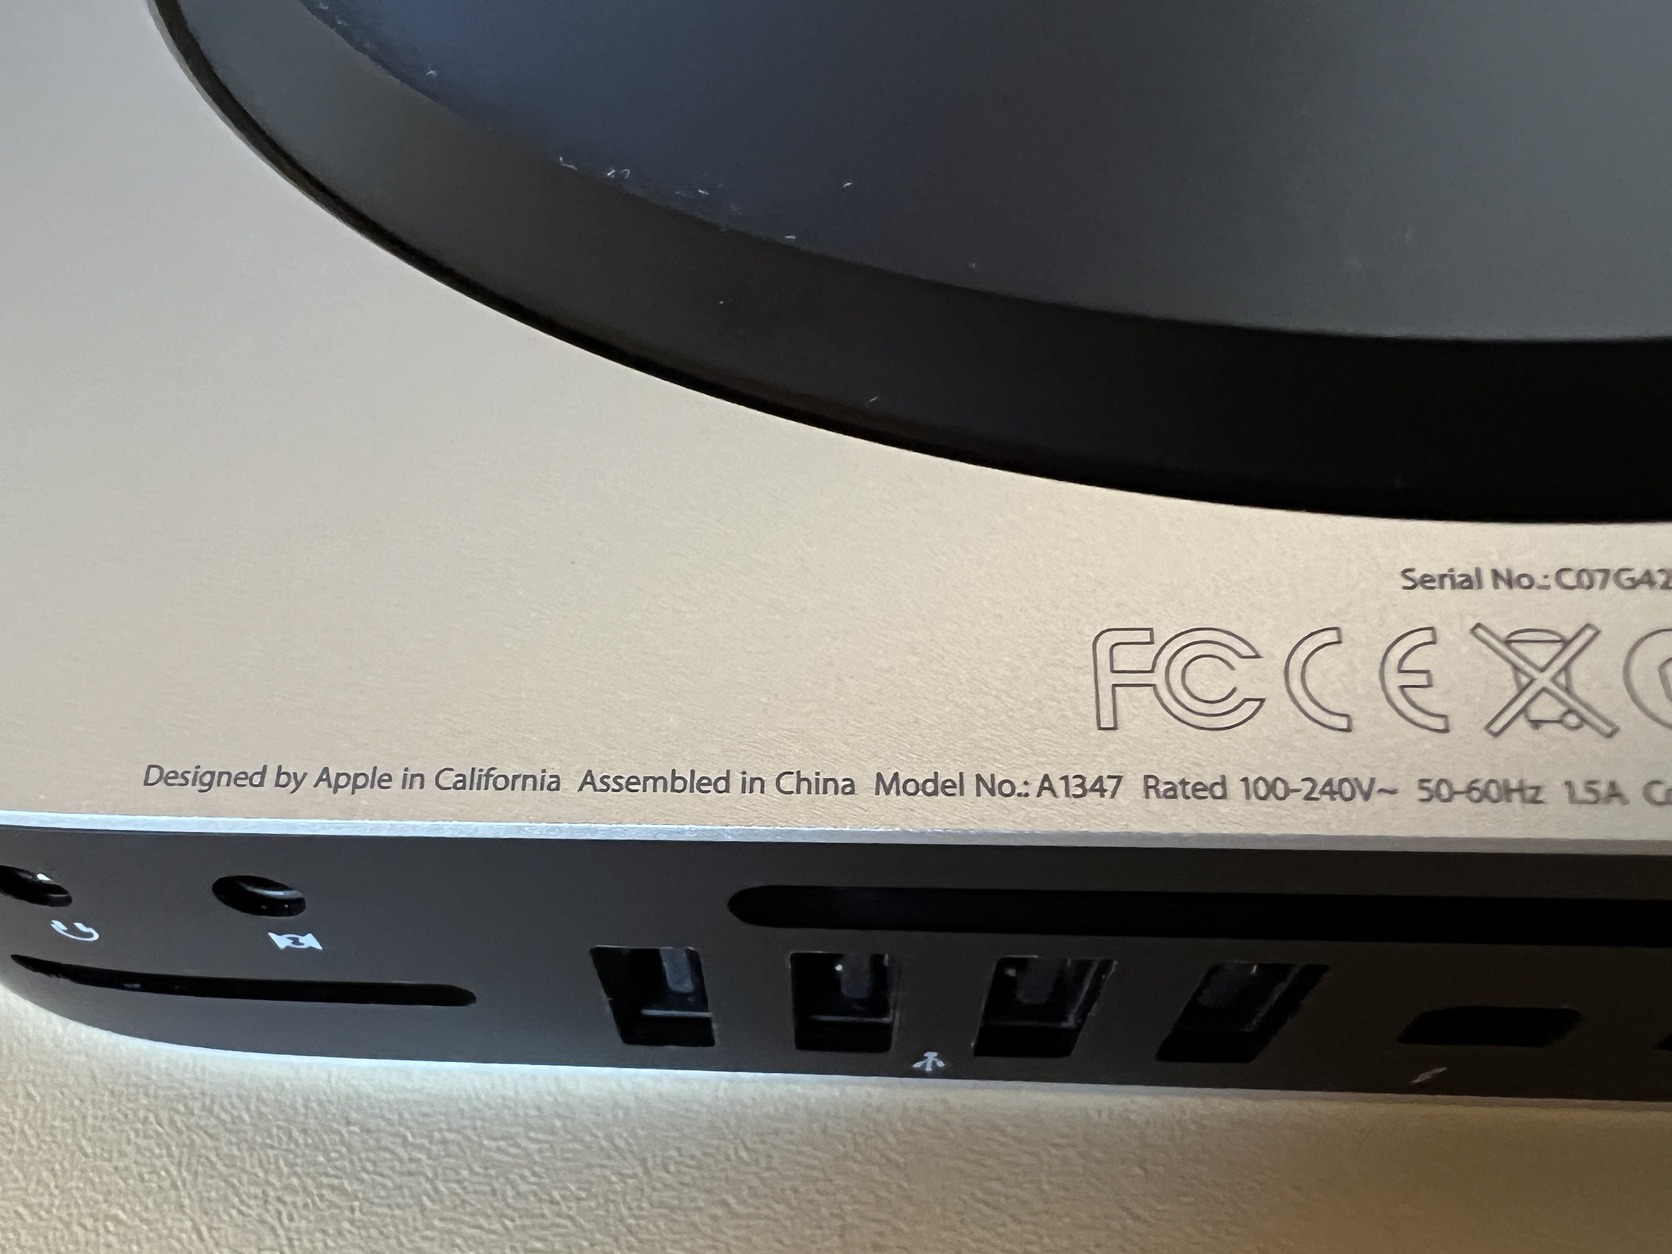 Serial No.: C07G42
FC CE
Designed by Apple in California Assembled in China Model No.: A1347 Rated 100-240V~ 50-60Hz 1.5A